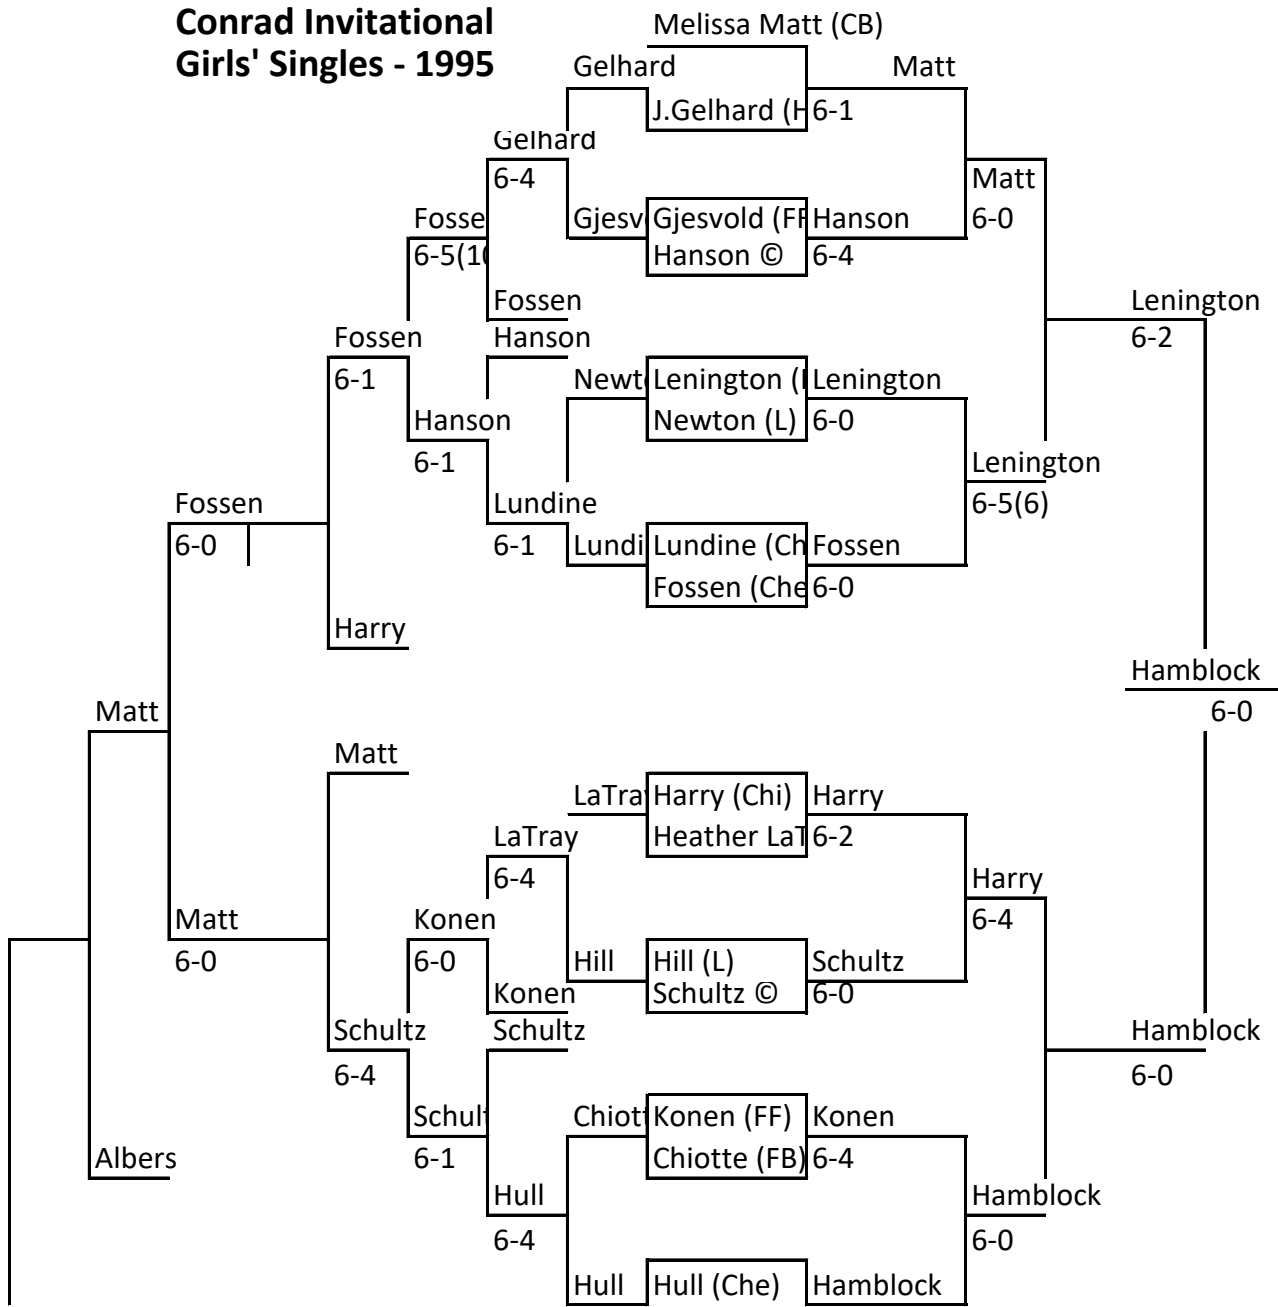 Conrad Invitational
Melissa Matt (CB)
Girls' Singles - 1995
Gelhard
Matt
J.Gelhard (H
6-1
Gelhard
6-4
Matt
Fosse
Gjesv
Gjesvold (FF
Hanson
6-0
6-5(10
Hanson ©
6-4
Fossen
Lenington
Fossen
Hanson
6-2
6-1
Newt
Lenington (
Lenington
Hanson
Newton (L)
6-0
6-1
Lenington
Fossen
Lundine
6-5(6)
6-0
6-1
Lundi
Lundine (Ch
Fossen
Fossen (Che
6-0
Harry
Hamblock
Matt
6-0
Matt
LaTra
Harry (Chi)
Harry
LaTray
Heather LaT
6-2
6-4
Harry
Matt
Konen
6-4
6-0
6-0
Hill
Hill (L)
Schultz
Konen
Schultz ©
6-0
Schultz
Schultz
Hamblock
6-4
6-0
Schult
Chiott
Konen (FF)
Konen
Albers
6-1
Chiotte (FB)
6-4
Hull
Hamblock
6-4
6-0
Hull
Hull (Che)
Hamblock